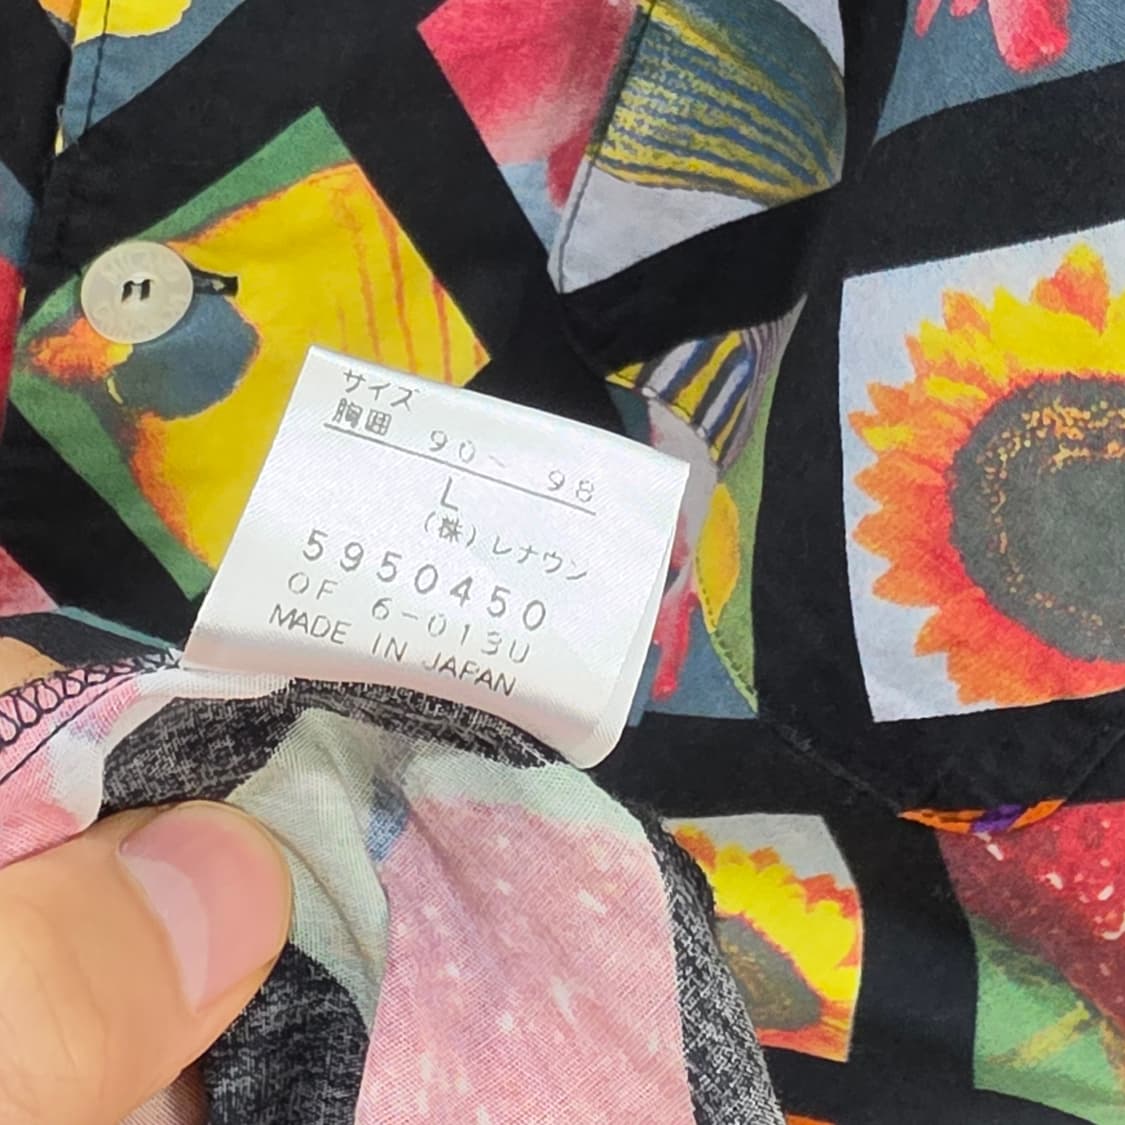 サイズ
胸囲 90~ 98
L
(株)レナウン
5950450
OF 6-013U
MADE IN JAPAN